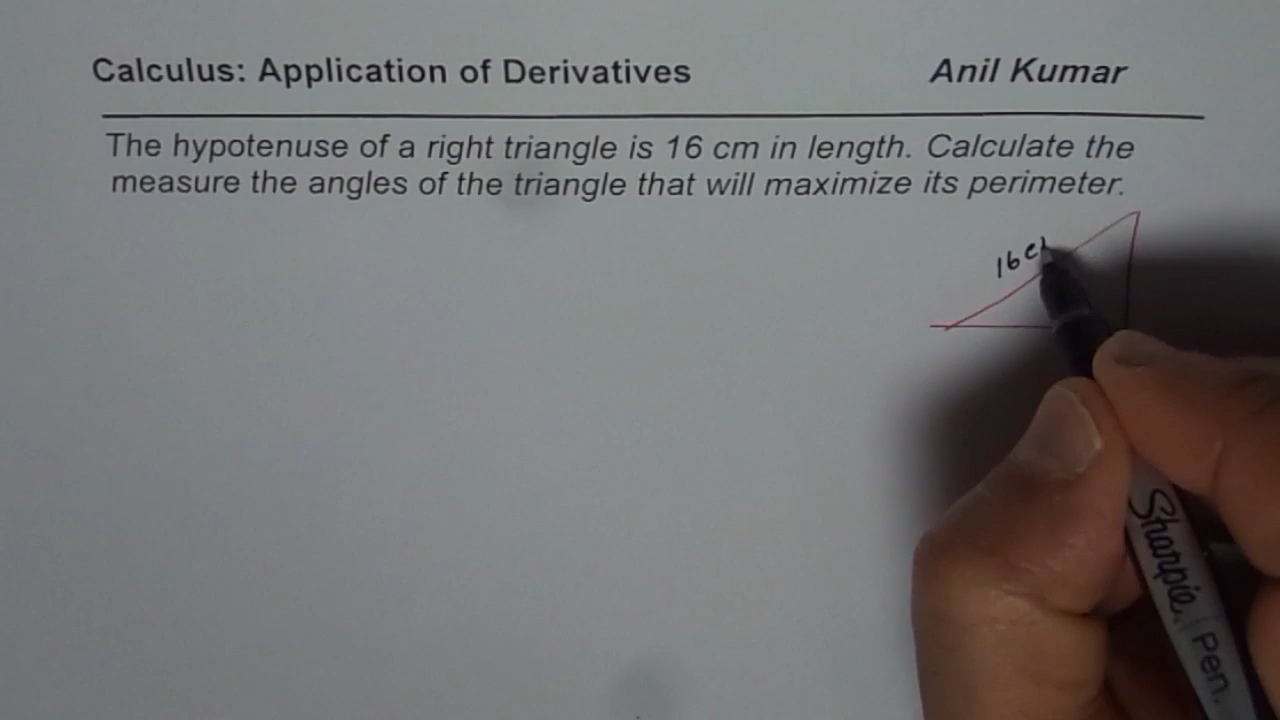 Calculus: Application of Derivatives
Anil Kumar
The hypotenuse of a right triangle is 16 cm in length. Calculate the
measure the angles of the triangle that will maximize its perimeter.
16 c
Sharpie. Pen.